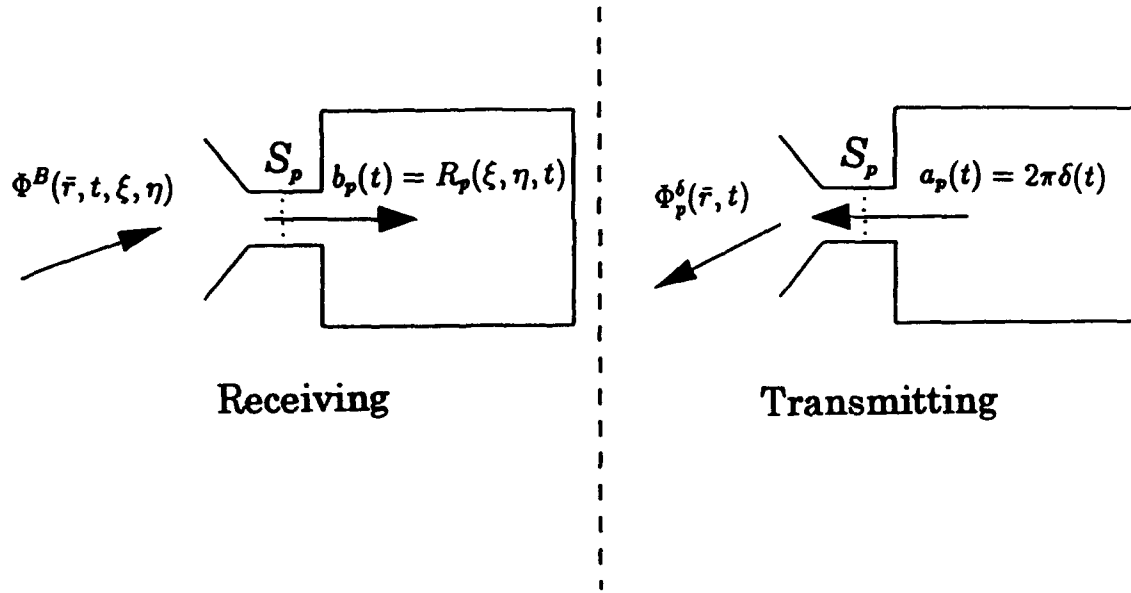 S_p
Φ^B(r̄, t, ξ, η)
b_p(t) = R_p(ξ, η, t)
Receiving
S_p
Φ_p^δ(r̄, t)
a_p(t) = 2πδ(t)
Transmitting